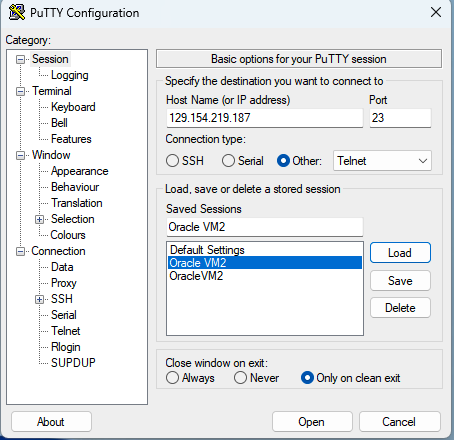 PuTTY Configuration
Category:
Session
Logging
Terminal
Keyboard
Bell
Features
Window
Appearance
Behaviour
Translation
Selection
Colours
Connection
Data
Proxy
SSH
Serial
Telnet
Rlogin
SUPDUP
Basic options for your PuTTY session
Specify the destination you want to connect to
Host Name (or IP address) Port
129.154.219.187 23
Connection type:
SSH Serial Other: Telnet
Load, save or delete a stored session
Saved Sessions
Oracle VM2
Default Settings
Oracle VM2
OracleVM2
Load
Save
Delete
Close window on exit:
Always Never Only on clean exit
About Open Cancel